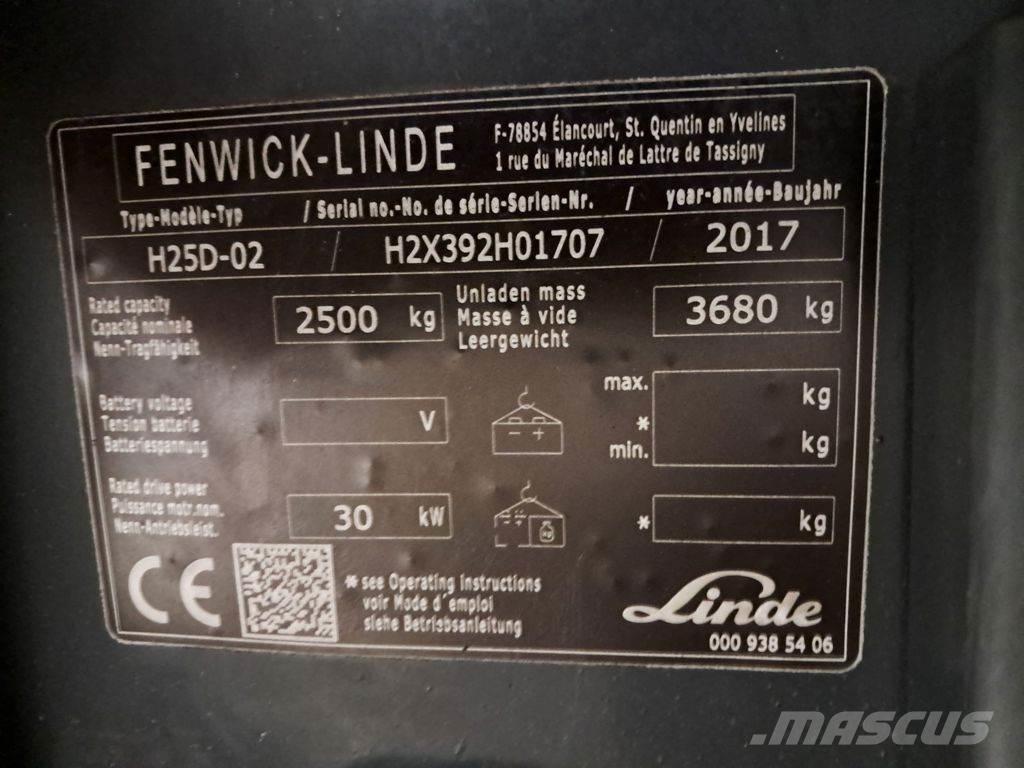 FENWICK-LINDE
F-78854 Élancourt, St. Quentin en Yvelines
1 rue du Maréchal de Lattre de Tassigny
Type-Modèle-Typ / Serial no.-No. de série-Serien-Nr. / year-année-Baujahr
H25D-02 / H2X392H01707 / 2017
Rated capacity
Capacité nominale
Nenn-Tragfähigkeit
2500 kg
Unladen mass
Masse à vide
Leergewicht
3680 kg
Battery voltage
Tension batterie
Batteriespannung
V
- +
max. kg
*
min. kg
Rated drive power
Puissance motr.nom.
Nenn-Antriebsleist.
30 kW
kg
* kg
CE
* see Operating Instructions
voir Mode d´emploi
siehe Betriebsanleitung
Linde
000 938 54 06
.MASCUS